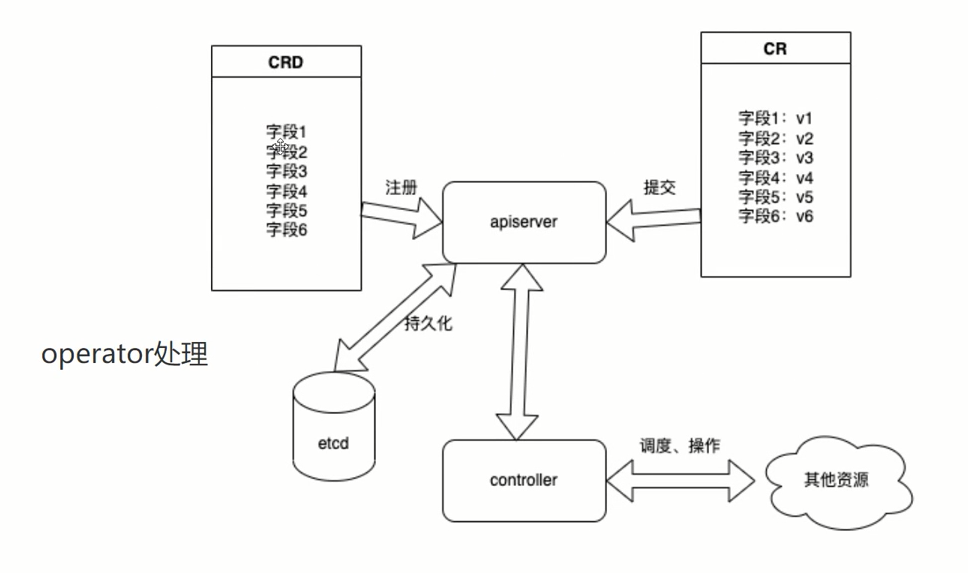 CRD
字段1
字段2
字段3
字段4
字段5
字段6
注册
apiserver
提交
CR
字段1：v1
字段2：v2
字段3：v3
字段4：v4
字段5：v5
字段6：v6
持久化
operator处理
etcd
controller
调度、操作
其他资源